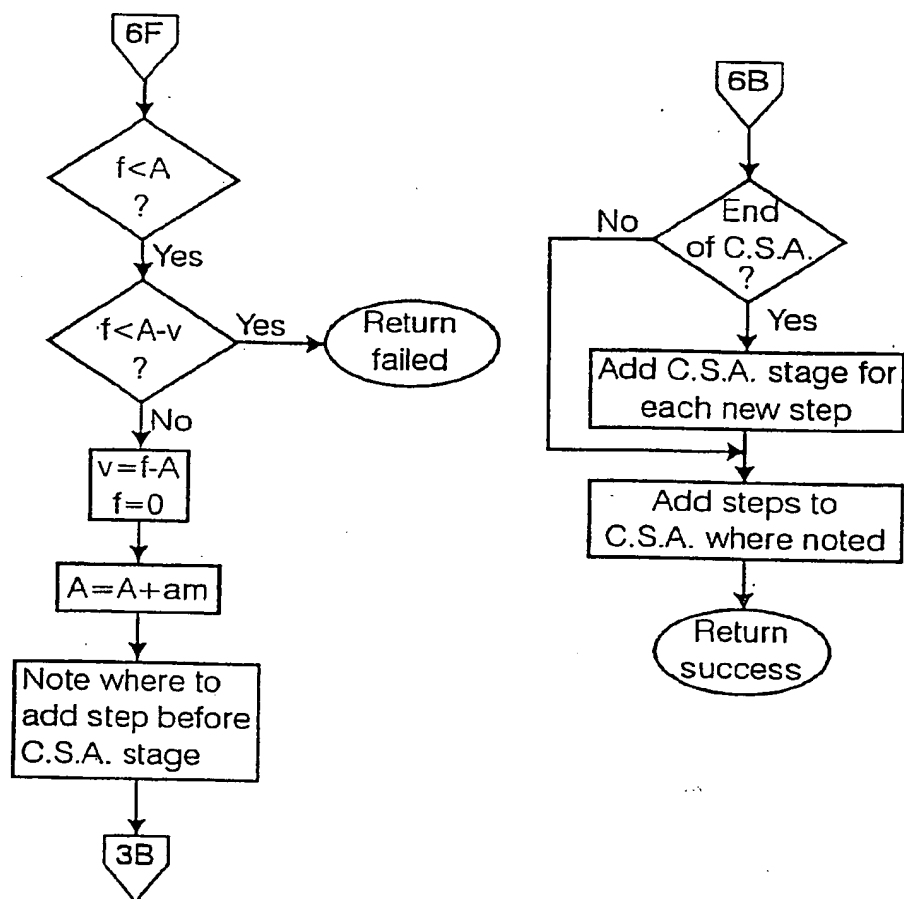 6F
f<A
?
Yes
f<A-v
?
Yes
Return
failed
No
v=f-A
f=0
A=A+am
Note where to
add step before
C.S.A. stage
3B
6B
End
of C.S.A.
?
No
Yes
Add C.S.A. stage for
each new step
Add steps to
C.S.A. where noted
Return
success